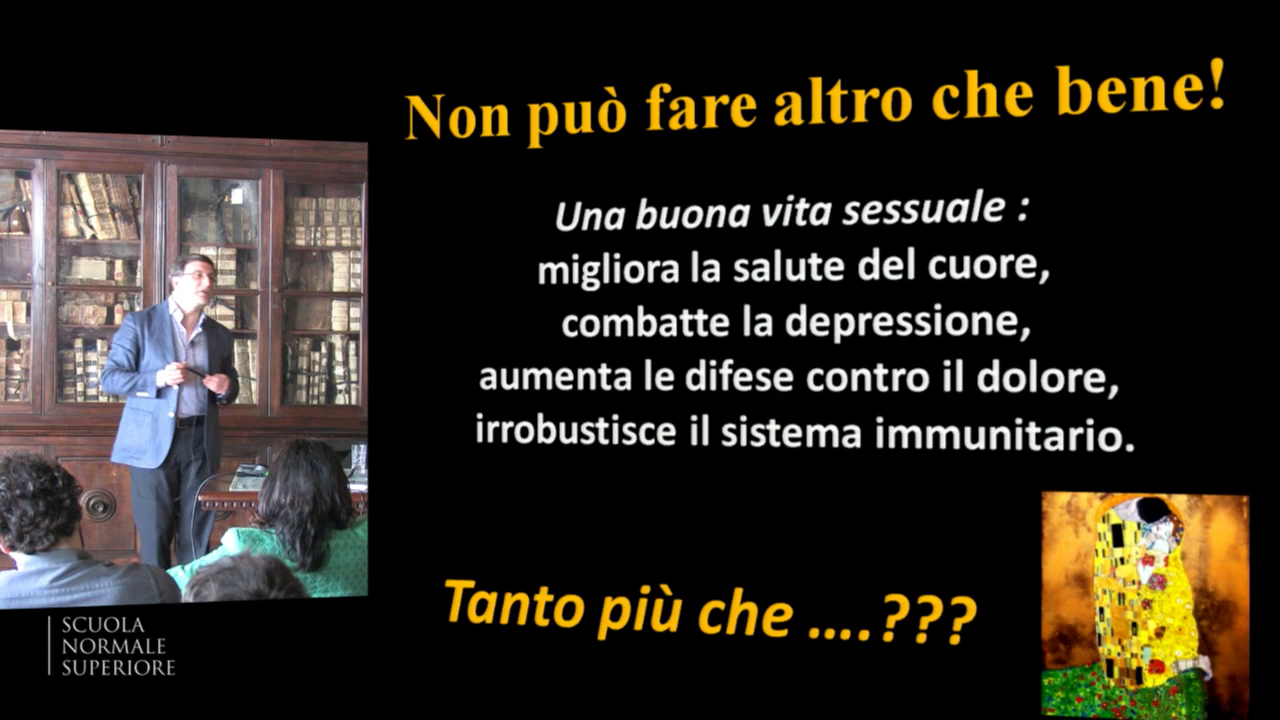 Non può fare altro che bene!
Una buona vita sessuale :
migliora la salute del cuore,
combatte la depressione,
aumenta le difese contro il dolore,
irrobustisce il sistema immunitario.
Tanto più che ....???
SCUOLA
NORMALE
SUPERIORE